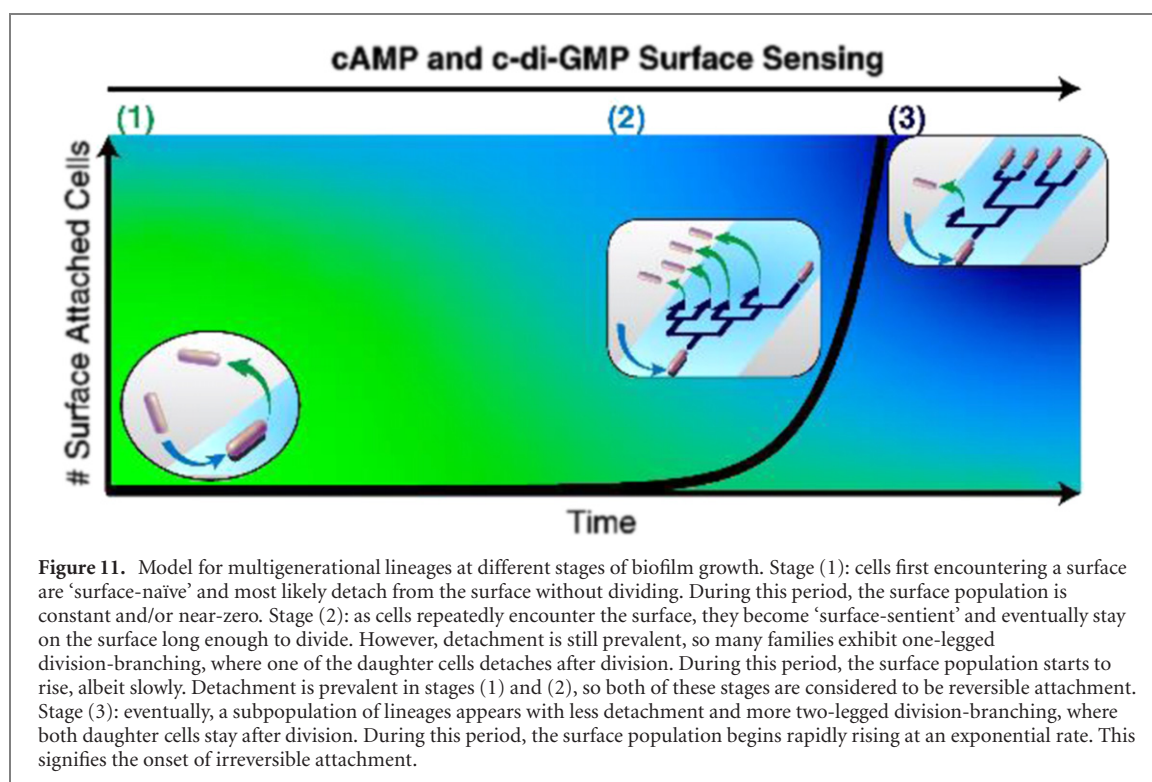 cAMP and c-di-GMP Surface Sensing
(1) (2) (3)
# Surface Attached Cells
Time
Figure 11. Model for multigenerational lineages at different stages of biofilm growth. Stage (1): cells first encountering a surface
are ‘surface-naïve’ and most likely detach from the surface without dividing. During this period, the surface population is
constant and/or near-zero. Stage (2): as cells repeatedly encounter the surface, they become ‘surface-sentient’ and eventually stay
on the surface long enough to divide. However, detachment is still prevalent, so many families exhibit one-legged
division-branching, where one of the daughter cells detaches after division. During this period, the surface population starts to
rise, albeit slowly. Detachment is prevalent in stages (1) and (2), so both of these stages are considered to be reversible attachment.
Stage (3): eventually, a subpopulation of lineages appears with less detachment and more two-legged division-branching, where
both daughter cells stay after division. During this period, the surface population begins rapidly rising at an exponential rate. This
signifies the onset of irreversible attachment.